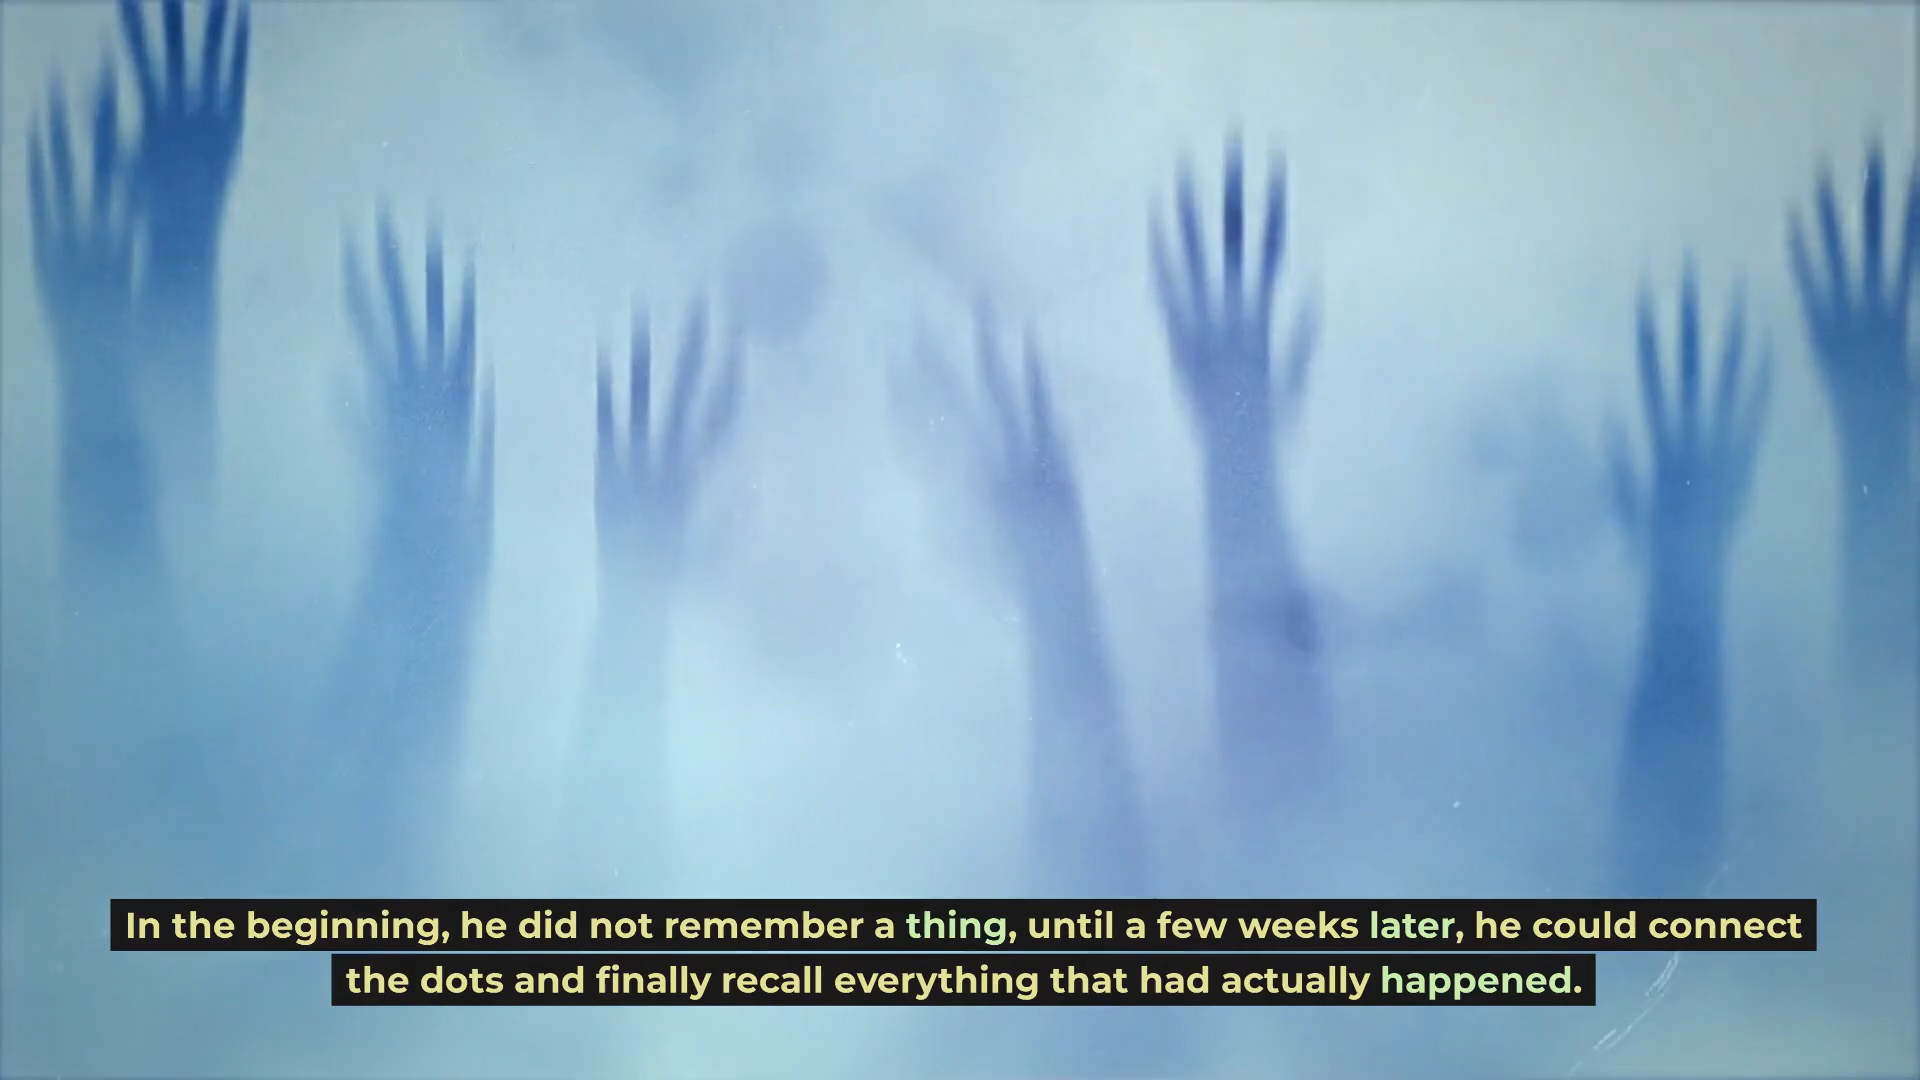 In the beginning, he did not remember a thing, until a few weeks later, he could connect
the dots and finally recall everything that had actually happened.